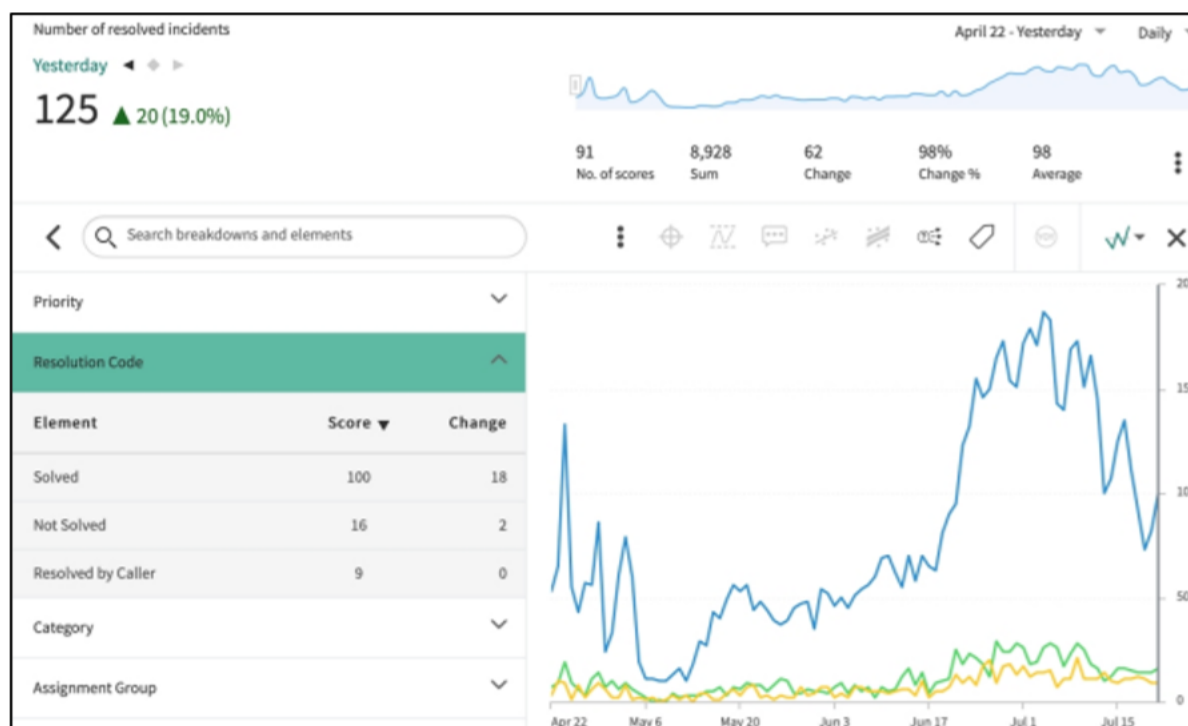 Number of resolved incidents
April 22 - Yesterday
Daily
Yesterday
125 ▲ 20 (19.0%)
91 8,928 62 98% 98
No. of scores Sum Change Change % Average
Search breakdowns and elements
Priority
Resolution Code
Element Score ▼ Change
Solved 100 18
Not Solved 16 2
Resolved by Caller 9 0
Category
Assignment Group
20
15
10
50
0
Apr 22 May 6 May 20 Jun 3 Jun 17 Jul 1 Jul 15